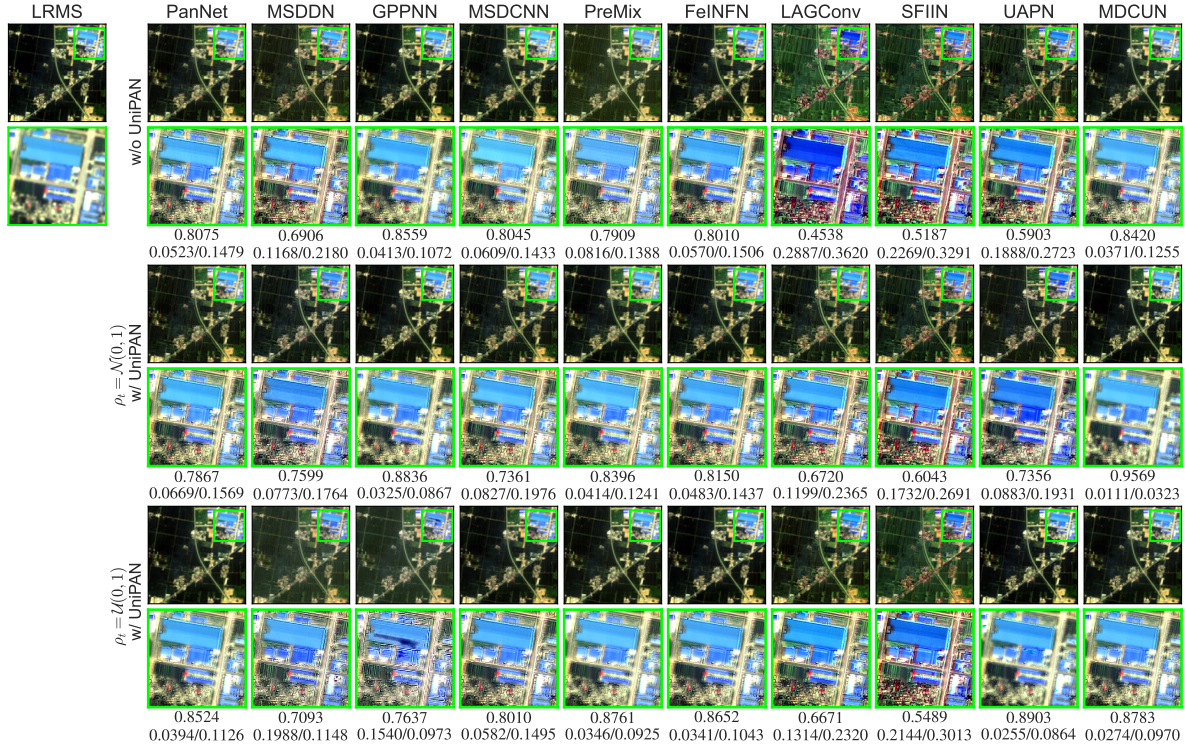 LRMS PanNet MSDDN GPPNN MSDCNN PreMix FeINFN LAGConv SFIIN UAPN MDCUN
w/o UniPAN
0.8075 0.6906 0.8559 0.8045 0.7909 0.8010 0.4538 0.5187 0.5903 0.8420
0.0523/0.1479 0.1168/0.2180 0.0413/0.1072 0.0609/0.1433 0.0816/0.1388 0.0570/0.1506 0.2887/0.3620 0.2269/0.3291 0.1888/0.2723 0.0371/0.1255
ρₜ = 𝒩(0, 1)
w/ UniPAN
0.7867 0.7599 0.8836 0.7361 0.8396 0.8150 0.6720 0.6043 0.7356 0.9569
0.0669/0.1569 0.0773/0.1764 0.0325/0.0867 0.0827/0.1976 0.0414/0.1241 0.0483/0.1437 0.1199/0.2365 0.1732/0.2691 0.0883/0.1931 0.0111/0.0323
ρₜ = 𝒰(0, 1)
w/ UniPAN
0.8524 0.7093 0.7637 0.8010 0.8761 0.8652 0.6671 0.5489 0.8903 0.8783
0.0394/0.1126 0.1988/0.1148 0.1540/0.0973 0.0582/0.1495 0.0346/0.0925 0.0341/0.1043 0.1314/0.2320 0.2144/0.3013 0.0255/0.0864 0.0274/0.0970